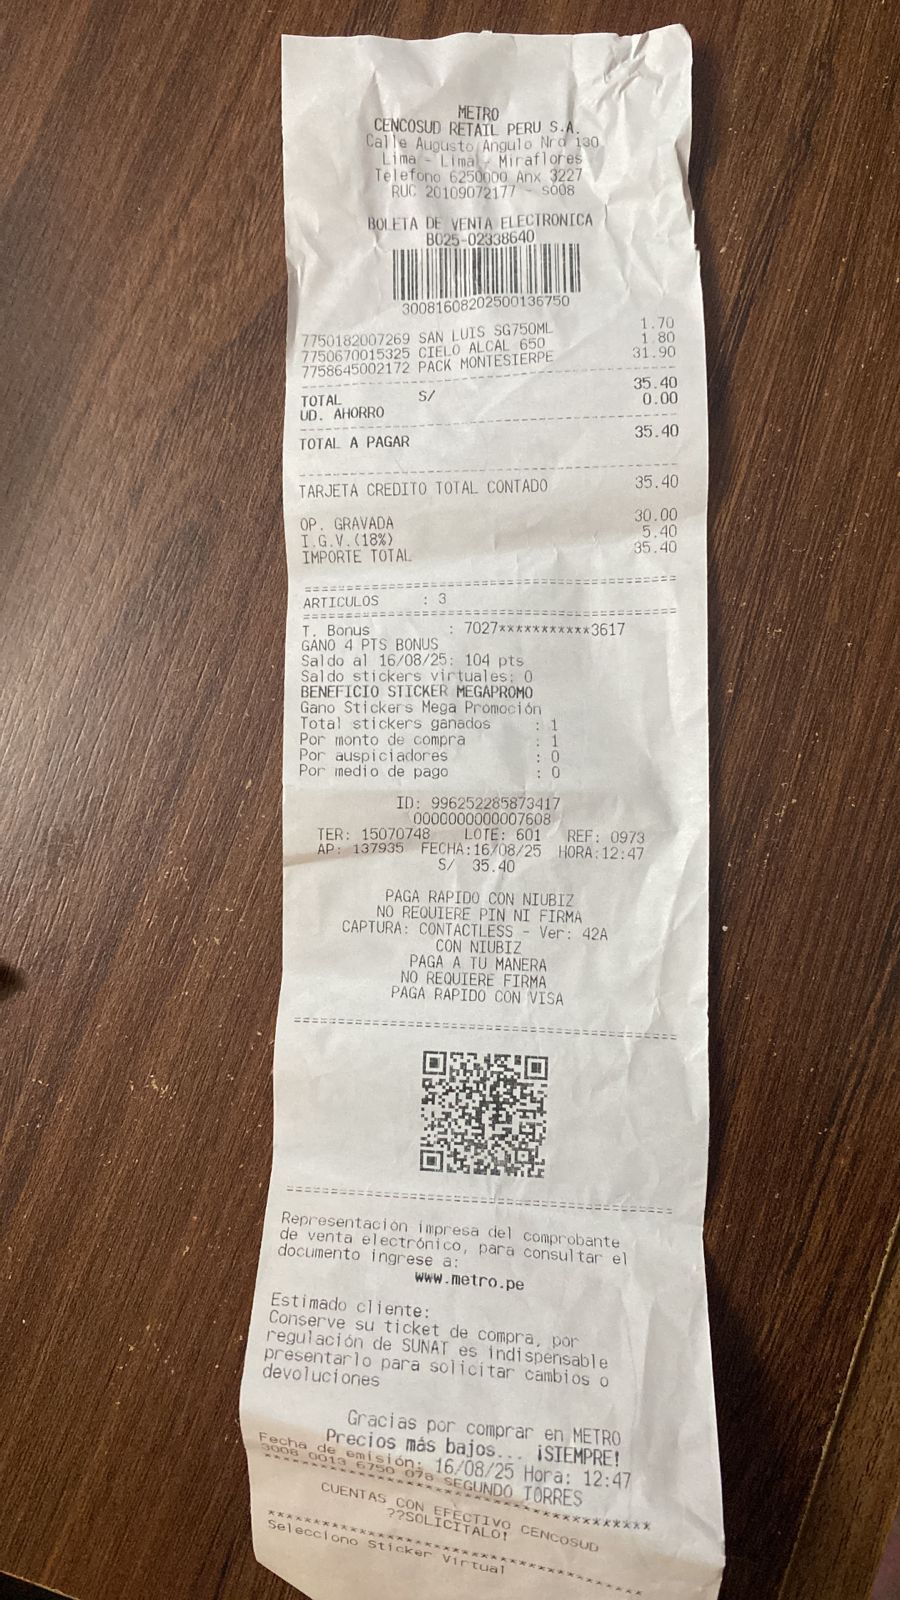 METRO
CENCOSUD RETAIL PERU S.A.
Calle Augusto Angulo Nro 130
Lima - Lima - Miraflores
Telefono 6250000 Anx 3227
RUC 20109072177 - s008
BOLETA DE VENTA ELECTRONICA
B025-02338640
30081608202500136750
7750182007269 SAN LUIS SG750ML 1.70
7750670015325 CIELO ALCAL 650 1.80
7758645002172 PACK MONTESIERPE 31.90
TOTAL S/ 35.40
UD. AHORRO 0.00
TOTAL A PAGAR 35.40
TARJETA CREDITO TOTAL CONTADO 35.40
OP. GRAVADA 30.00
I.G.V.(18%) 5.40
IMPORTE TOTAL 35.40
ARTICULOS : 3
T. Bonus : 7027***********3617
GANO 4 PTS BONUS
Saldo al 16/08/25: 104 pts
Saldo stickers virtuales: 0
BENEFICIO STICKER MEGAPROMO
Gano Stickers Mega Promoción
Total stickers ganados : 1
Por monto de compra : 1
Por auspiciadores : 0
Por medio de pago : 0
ID: 996252285873417
0000000000007608
TER: 15070748 LOTE: 601 REF: 0973
AP: 137935 FECHA:16/08/25 HORA:12:47
S/ 35.40
PAGA RAPIDO CON NIUBIZ
NO REQUIERE PIN NI FIRMA
CAPTURA: CONTACTLESS - Ver: 42A
CON NIUBIZ
PAGA A TU MANERA
NO REQUIERE FIRMA
PAGA RAPIDO CON VISA
Representación impresa del comprobante
de venta electrónico, para consultar el
documento ingrese a:
www.metro.pe
Estimado cliente:
Conserve su ticket de compra, por
regulación de SUNAT es indispensable
presentarlo para solicitar cambios o
devoluciones
Gracias por comprar en METRO
Precios más bajos... ¡SIEMPRE!
Fecha de emisión: 16/08/25 Hora: 12:47
3008 0013 6750 07a SEGUNDO TORRES
***************************************
CUENTAS CON EFECTIVO CENCOSUD
??SOLICITALO!
***************************************
Selecciono Sticker Virtual